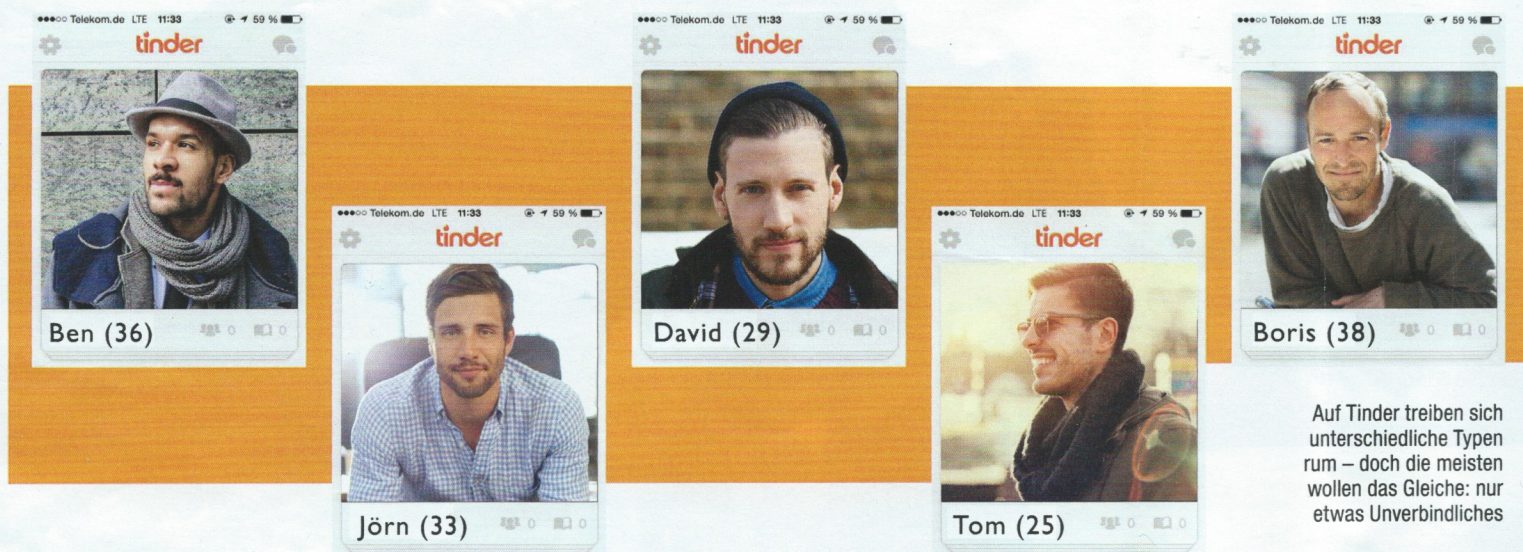 ●●●○○ Telekom.de LTE 11:33 59 %
tinder
Ben (36)
0 0
●●●○○ Telekom.de LTE 11:33 59 %
tinder
Jörn (33)
0 0
●●●○○ Telekom.de LTE 11:33 59 %
tinder
David (29)
0 0
●●●○○ Telekom.de LTE 11:33 59 %
tinder
Tom (25)
0 0
●●●○○ Telekom.de LTE 11:33 59 %
tinder
Boris (38)
0 0
Auf Tinder treiben sich
unterschiedliche Typen
rum – doch die meisten
wollen das Gleiche: nur
etwas Unverbindliches